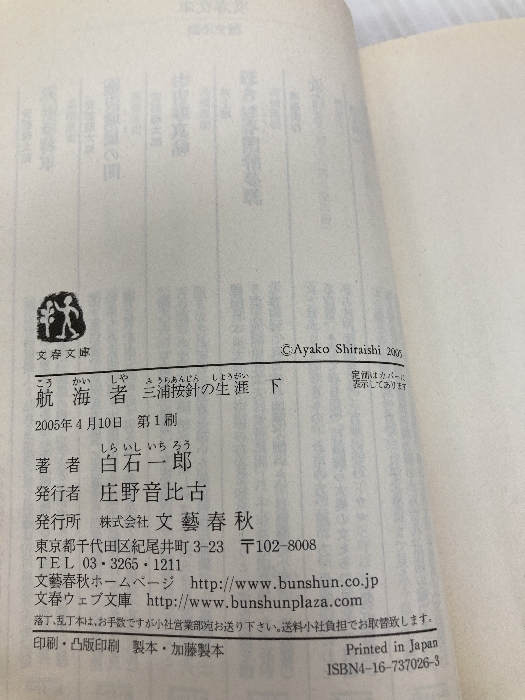 文春文庫
©Ayako Shiraishi 2005
こう かい しゃ みうらあんじん しょうがい
航海者 三浦按針の生涯 下
定価はカバーに
表示してあります
2005年4月10日 第1刷
しら いし いち ろう
著者 白石一郎
発行者 庄野音比古
発行所 株式会社 文藝春秋
東京都千代田区紀尾井町3-23 〒102-8008
TEL 03・3265・1211
文藝春秋ホームページ http://www.bunshun.co.jp
文春ウェブ文庫 http://www.bunshunplaza.com
落丁、乱丁本は、お手数ですが小社営業部宛お送り下さい。送料小社負担でお取替致します。
印刷・凸版印刷 製本・加藤製本
Printed in Japan
ISBN4-16-737026-3